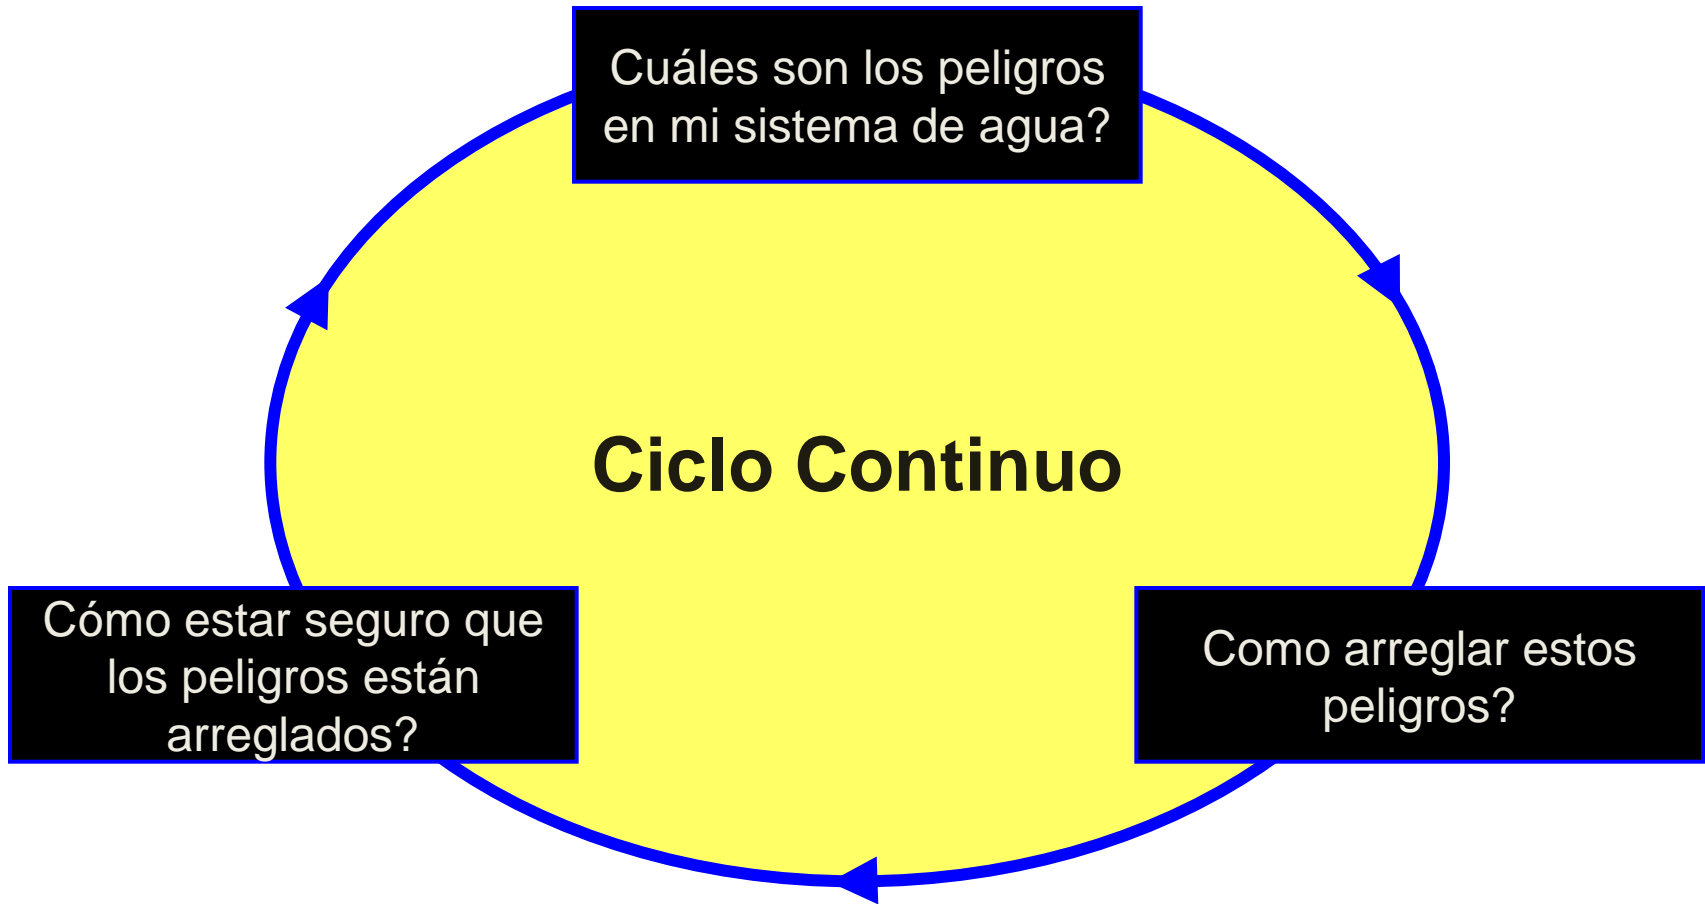 Cuáles son los peligros
en mi sistema de agua?
Ciclo Continuo
Cómo estar seguro que
los peligros están
arreglados?
Como arreglar estos
peligros?